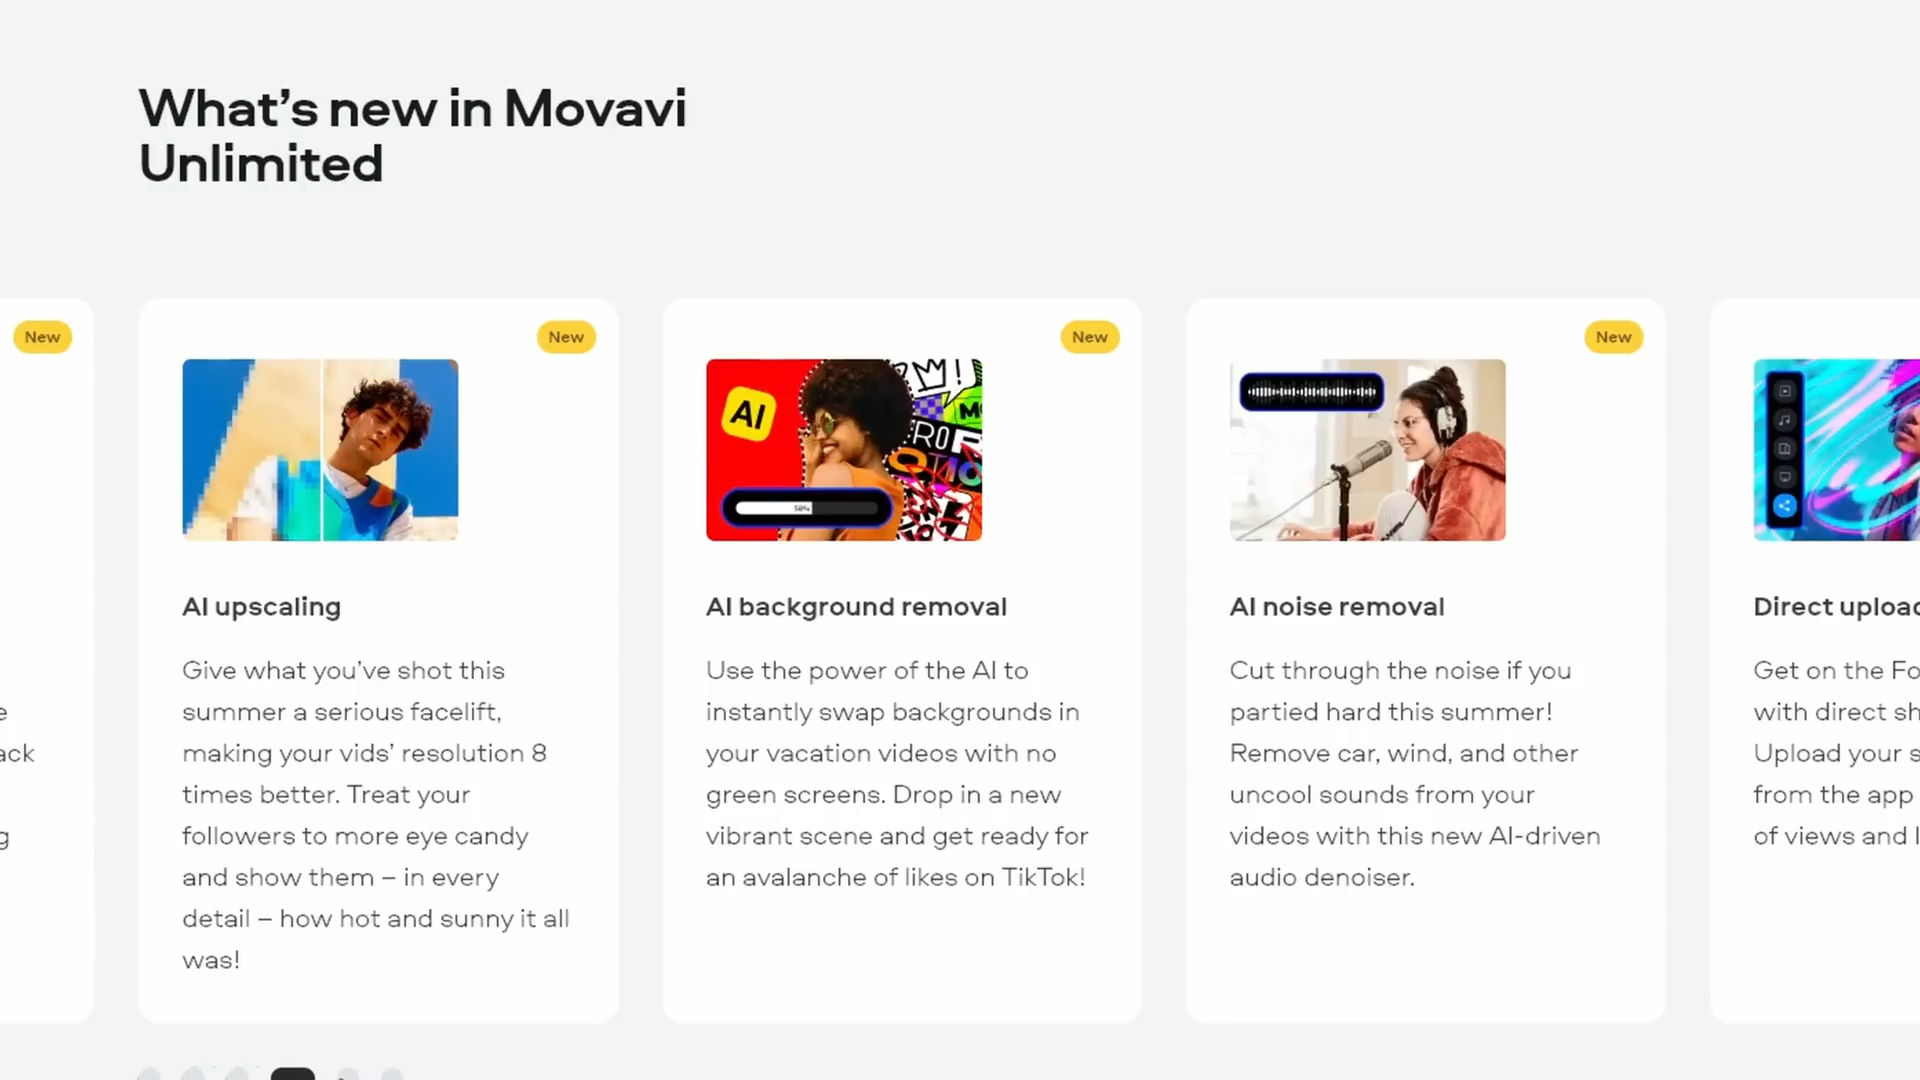 What's new in Movavi
Unlimited
New
New
New
New
AI
MO
50%
AI upscaling
AI background removal
AI noise removal
Direct
Give what you've shot this
summer a serious facelift,
making your vids' resolution 8
times better. Treat your
followers to more eye candy
and show them – in every
detail – how hot and sunny it all
was!
Use the power of the AI to
instantly swap backgrounds in
your vacation videos with no
green screens. Drop in a new
vibrant scene and get ready for
an avalanche of likes on TikTok!
Cut through the noise if you
partied hard this summer!
Remove car, wind, and other
uncool sounds from your
videos with this new AI-driven
audio denoiser.
Get on the
with direct
Upload your
from the app
of views and